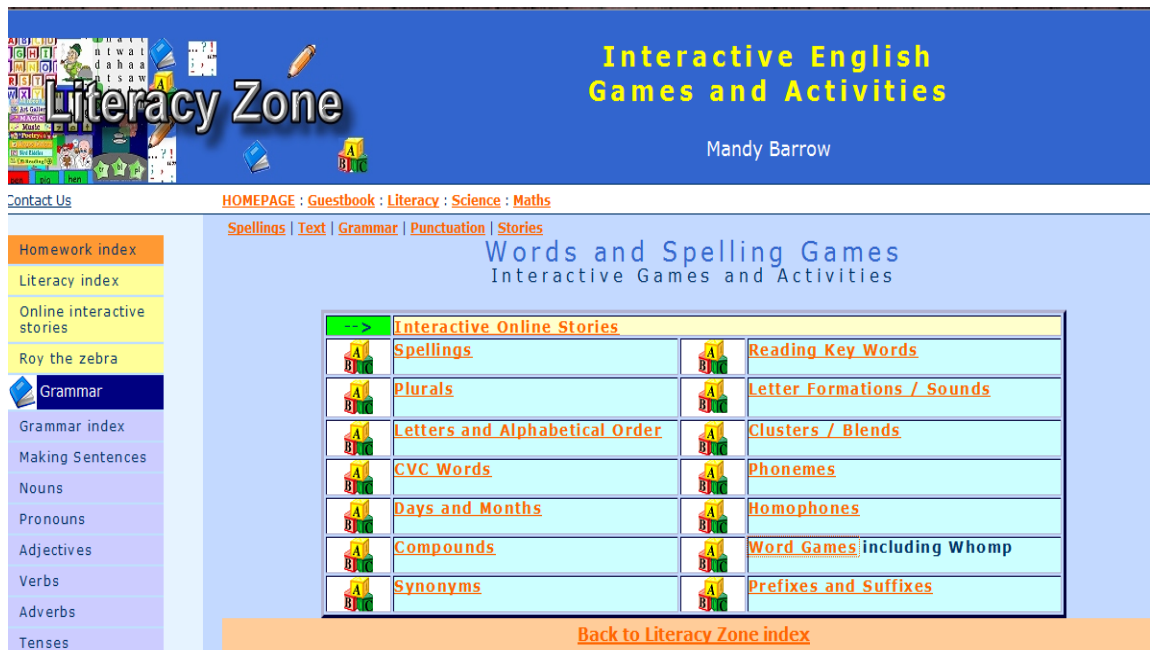 Literacy Zone
Interactive English
Games and Activities
Mandy Barrow
Contact Us
HOMEPAGE : Guestbook : Literacy : Science : Maths
Spellings | Text | Grammar | Punctuation | Stories
Words and Spelling Games
Interactive Games and Activities
Homework index
Literacy index
Online interactive
stories
Roy the zebra
Grammar
Grammar index
Making Sentences
Nouns
Pronouns
Adjectives
Verbs
Adverbs
Tenses
--> Interactive Online Stories
Spellings Reading Key Words
Plurals Letter Formations / Sounds
Letters and Alphabetical Order Clusters / Blends
CVC Words Phonemes
Days and Months Homophones
Compounds Word Games including Whomp
Synonyms Prefixes and Suffixes
Back to Literacy Zone index